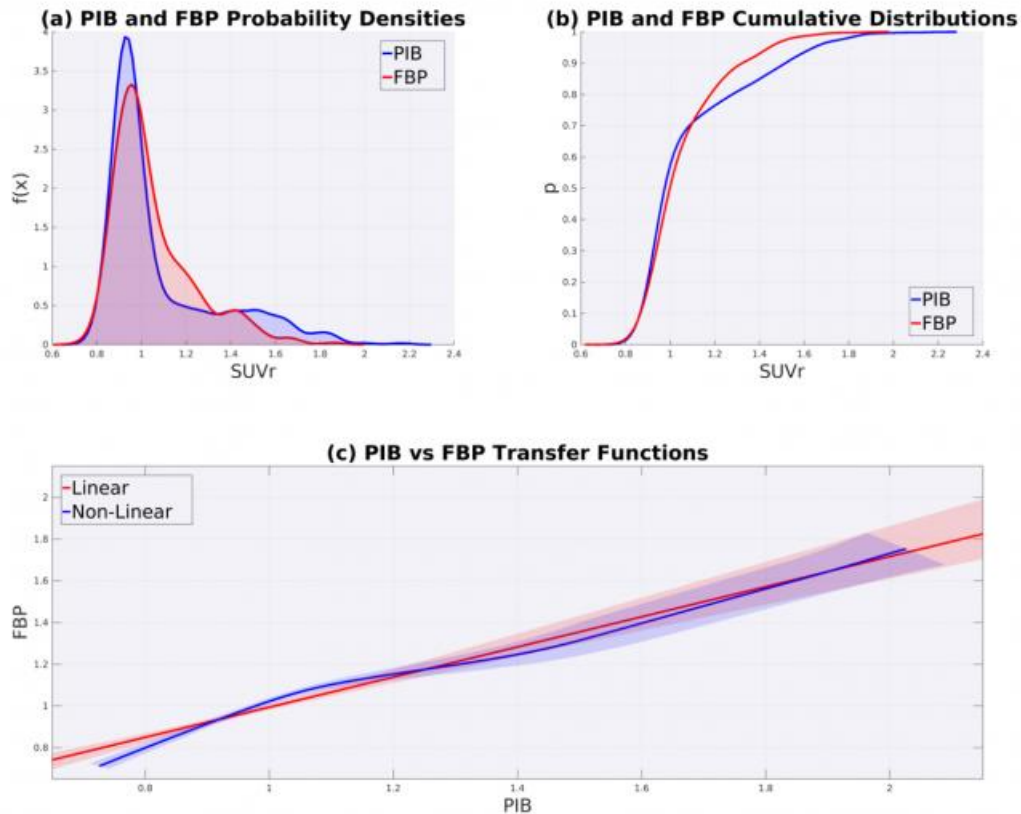 (a) PIB and FBP Probability Densities
4
3.5
3
2.5
2
1.5
1
0.5
0
f(x)
PIB
FBP
0.6 0.8 1 1.2 1.4 1.6 1.8 2 2.2 2.4
SUVr
(b) PIB and FBP Cumulative Distributions
1
0.9
0.8
0.7
0.6
0.5
0.4
0.3
0.2
0.1
0
p
PIB
FBP
0.6 0.8 1 1.2 1.4 1.6 1.8 2 2.2 2.4
SUVr
(c) PIB vs FBP Transfer Functions
Linear
Non-Linear
2
1.8
1.6
1.4
1.2
1
0.8
FBP
0.8 1 1.2 1.4 1.6 1.8 2
PIB